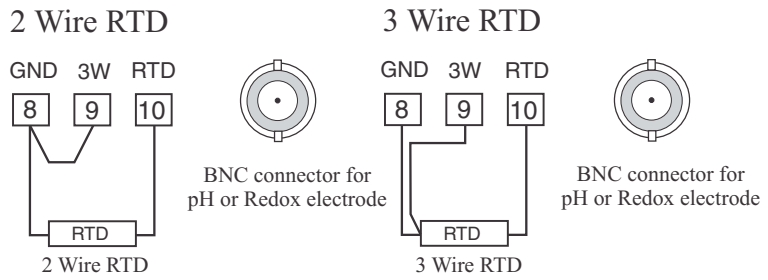 2 Wire RTD
GND 3W RTD
8 9 10
BNC connector for
pH or Redox electrode
RTD
2 Wire RTD
3 Wire RTD
GND 3W RTD
8 9 10
BNC connector for
pH or Redox electrode
RTD
3 Wire RTD